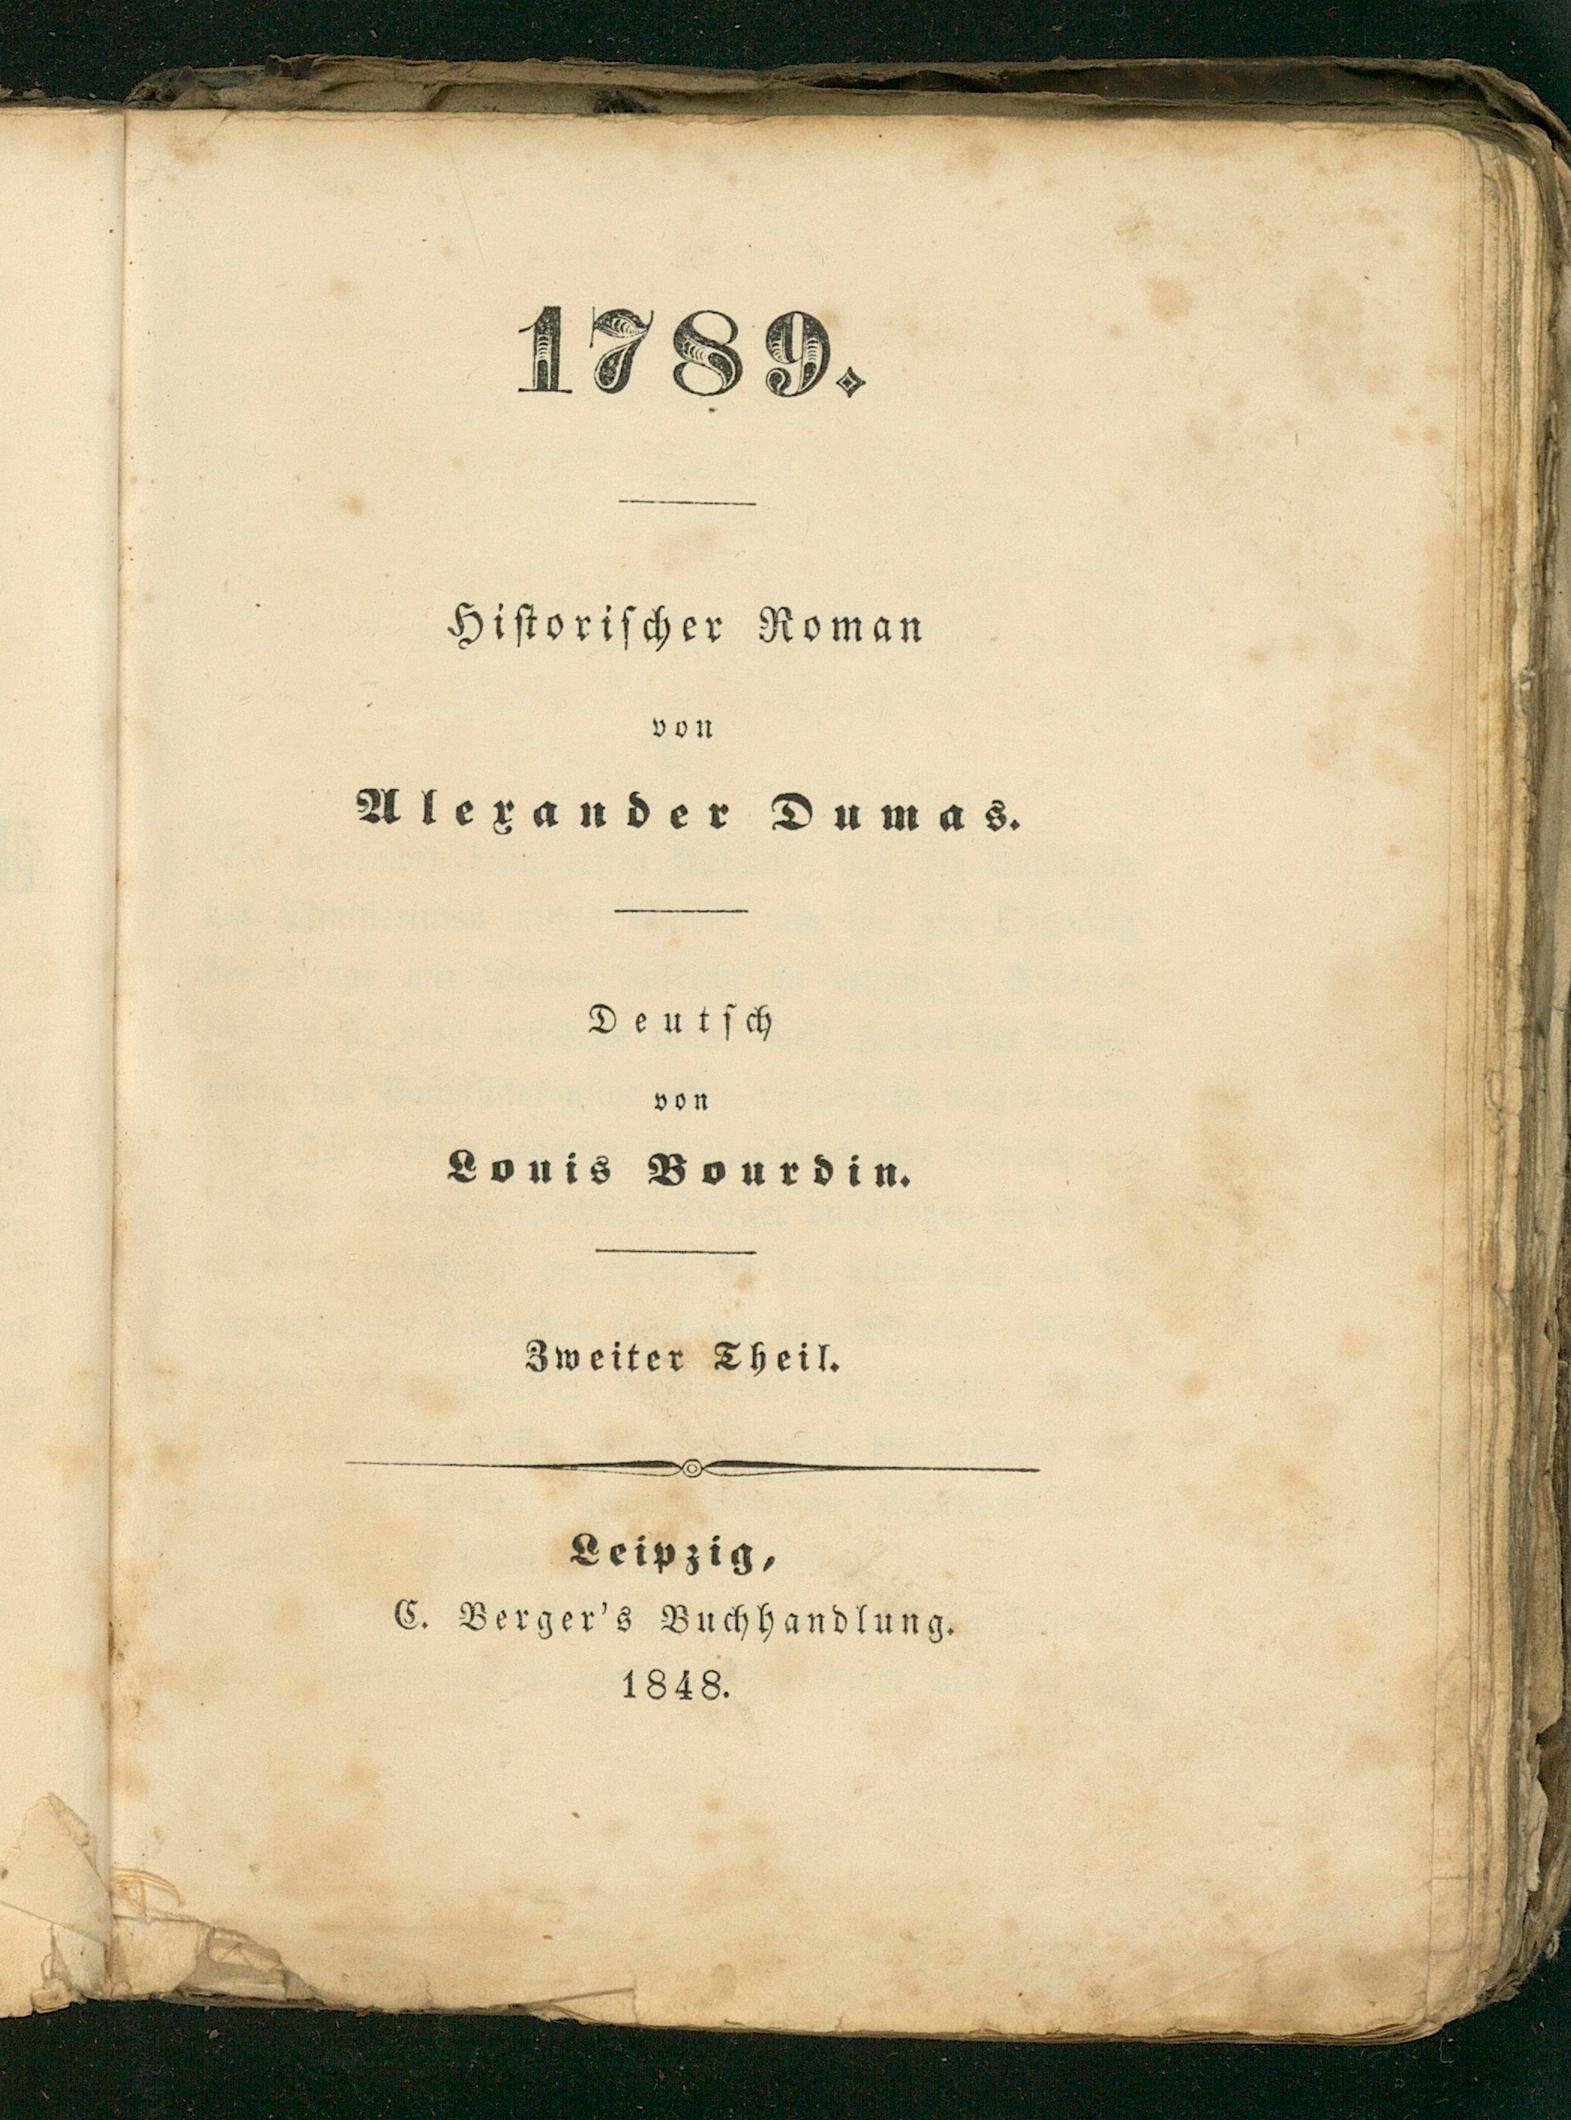 1789.
Hiſtoriſcher Roman
von
Alexander Dumas.
Deutſch
von
Louis Bourdin.
Zweiter Theil.
Leipzig,
C. Berger's Buchhandlung.
1848.